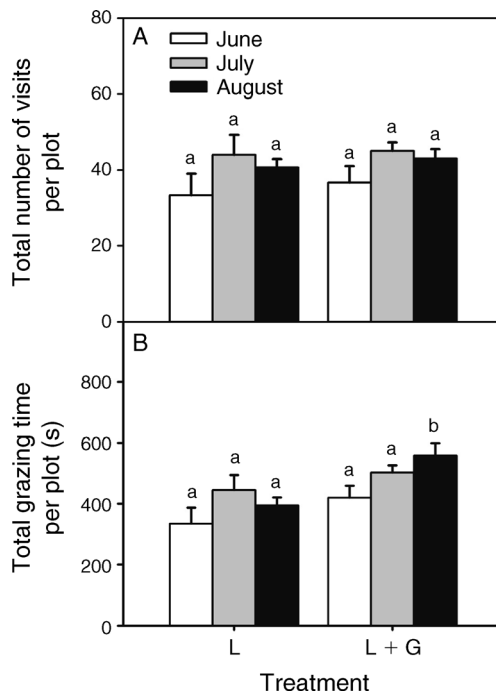 A
June
July
August
Total number of visits
per plot
80
60
40
20
0
a
a
a
a
a
a
B
Total grazing time
per plot (s)
800
600
400
200
0
a
a
a
a
a
b
L
L + G
Treatment